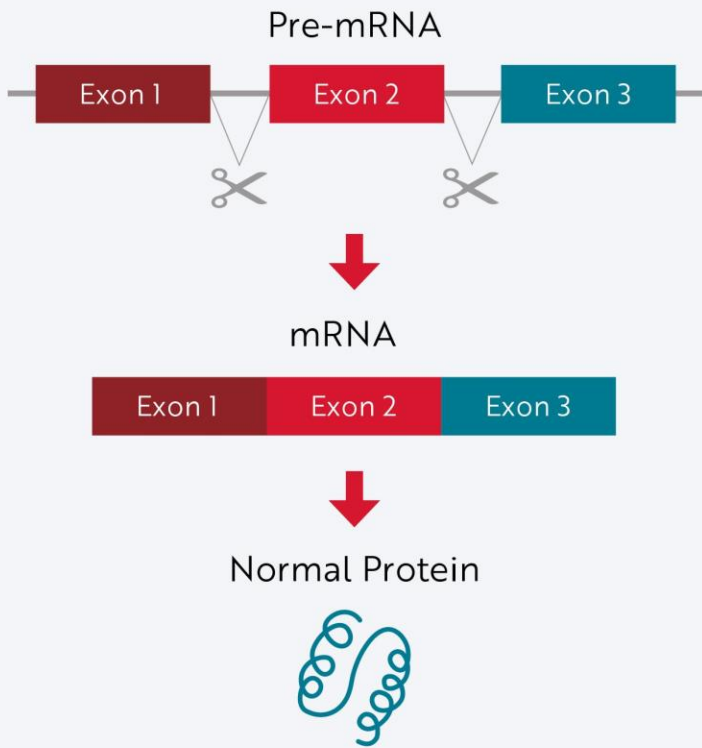 Pre-mRNA
Exon 1 Exon 2 Exon 3
mRNA
Exon 1 Exon 2 Exon 3
Normal Protein